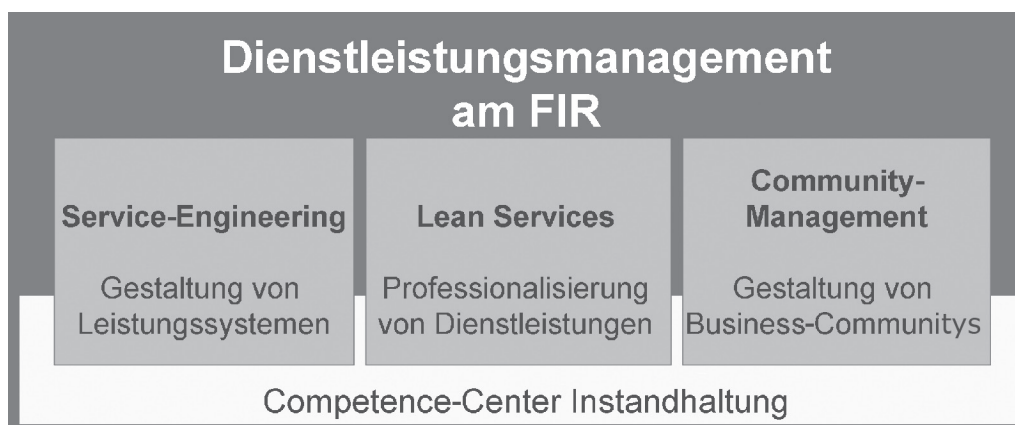 Dienstleistungsmanagement
am FIR
Service-Engineering
Gestaltung von
Leistungssystemen
Lean Services
Professionalisierung
von Dienstleistungen
Community-
Management
Gestaltung von
Business-Communitys
Competence-Center Instandhaltung